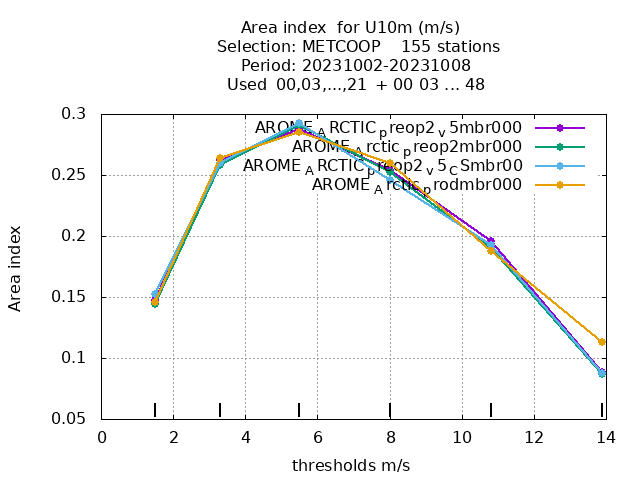 Area index  for U10m (m/s)
Selection: METCOOP    155 stations
Period: 20231002-20231008
Used  00,03,...,21  + 00 03 ... 48
0.3
0.25
0.2
0.15
0.1
0.05
0 2 4 6 8 10 12 14
Area index
thresholds m/s
AROME_ARCTIC_preop2_v5mbr000
AROME_Arctic_preop2mbr000
AROME_ARCTIC_preop2_v5_CSmbr00
AROME_Arctic_prodmbr000